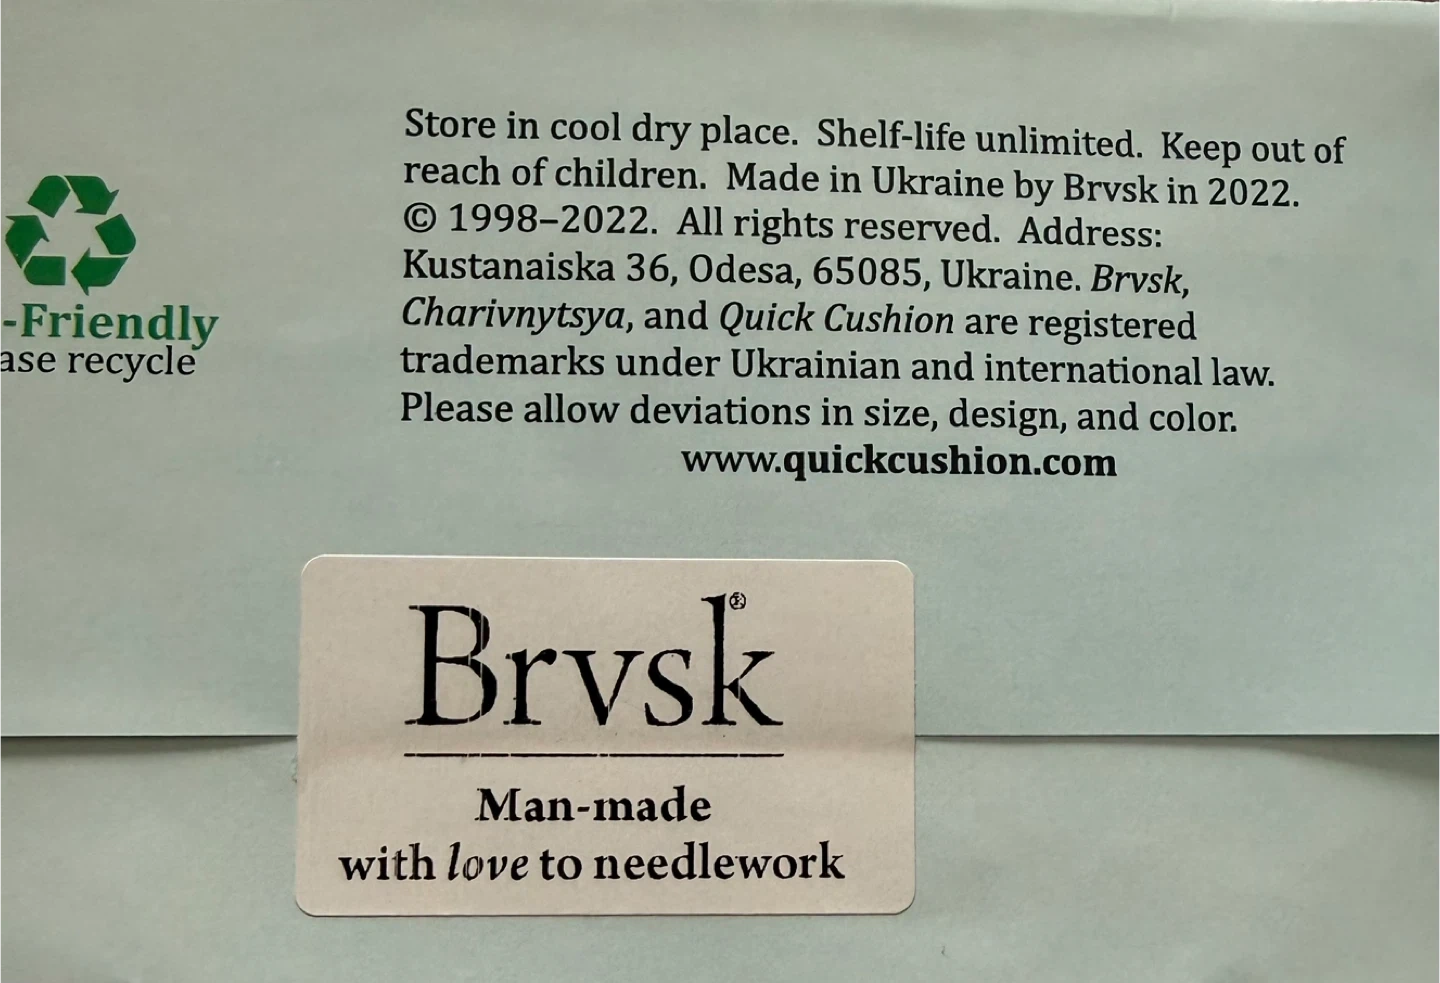 Store in cool dry place. Shelf-life unlimited. Keep out of
reach of children. Made in Ukraine by Brvsk in 2022.
© 1998–2022. All rights reserved. Address:
Kustanaiska 36, Odesa, 65085, Ukraine. Brvsk,
Charivnytsya, and Quick Cushion are registered
trademarks under Ukrainian and international law.
Please allow deviations in size, design, and color.
www.quickcushion.com
-Friendly
ase recycle
Brvsk®
Man-made
with love to needlework